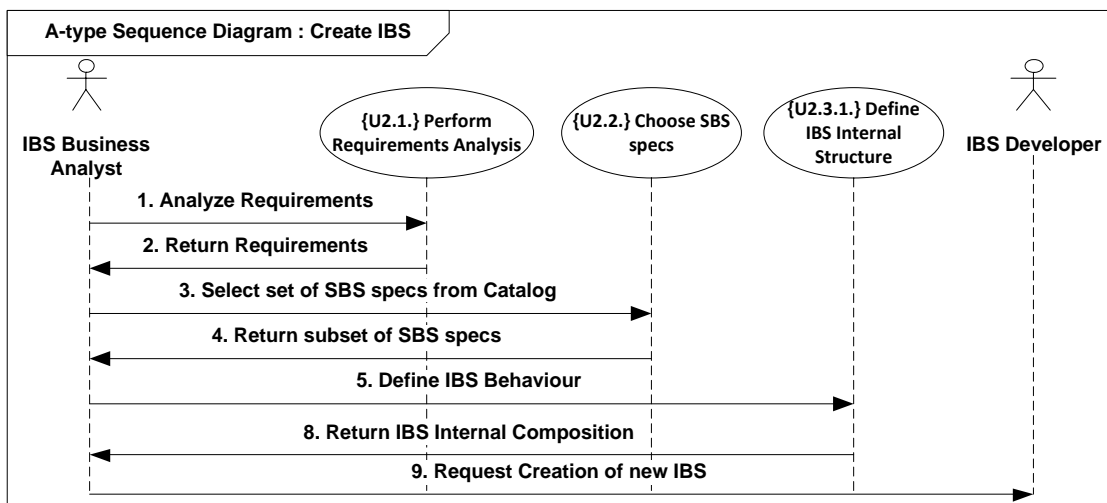 A-type Sequence Diagram : Create IBS
{U2.1.} Perform
Requirements Analysis
{U2.2.} Choose SBS
specs
{U2.3.1.} Define
IBS Internal
Structure
IBS Business
Analyst
IBS Developer
1. Analyze Requirements
2. Return Requirements
3. Select set of SBS specs from Catalog
4. Return subset of SBS specs
5. Define IBS Behaviour
8. Return IBS Internal Composition
9. Request Creation of new IBS